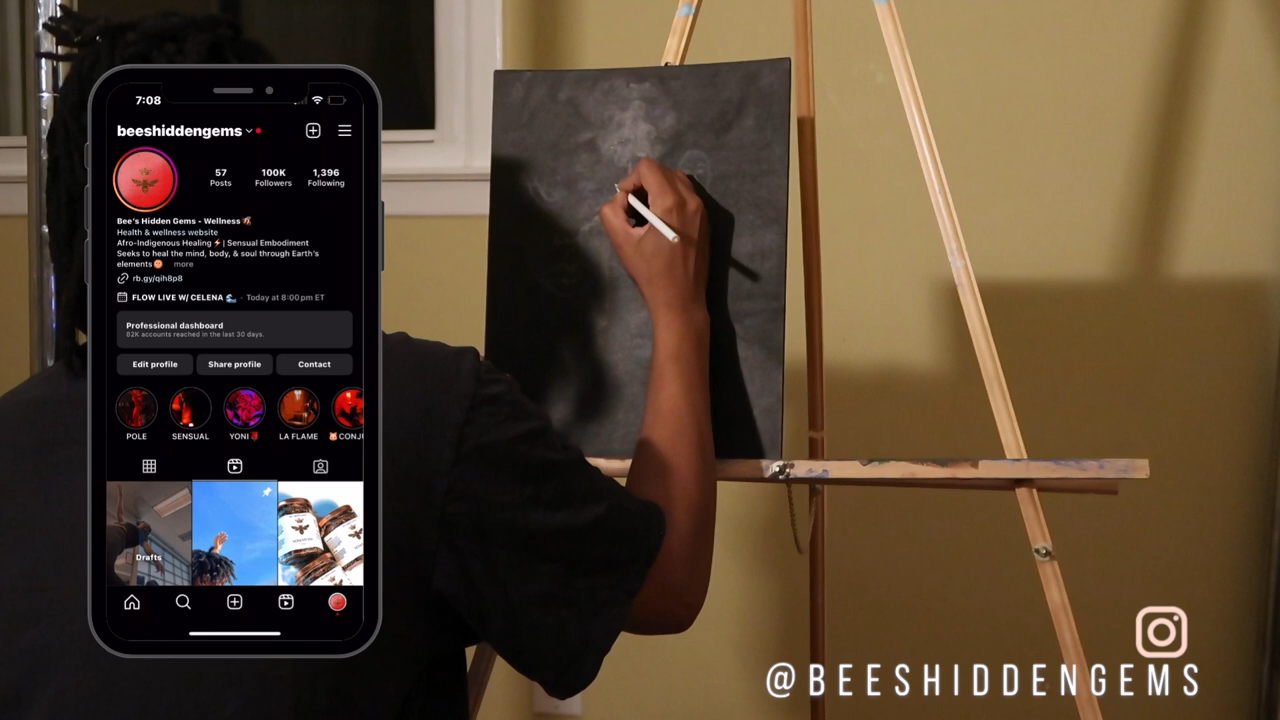 7:08
beeshiddengems
57 100K 1,396
Posts Followers Following
Bee's Hidden Gems - Wellness
Health & wellness website
Afro-Indigenous Healing ⚡| Sensual Embodiment
Seeks to heal the mind, body, & soul through Earth's
elements more
rb.gy/qih8p8
FLOW LIVE W/ CELENA 🌊 · Today at 8:00 pm ET
Professional dashboard
82K accounts reached in the last 30 days.
Edit profile Share profile Contact
POLE SENSUAL YONI LA FLAME CONJU
Drafts
@BEESHIDDENGEMS